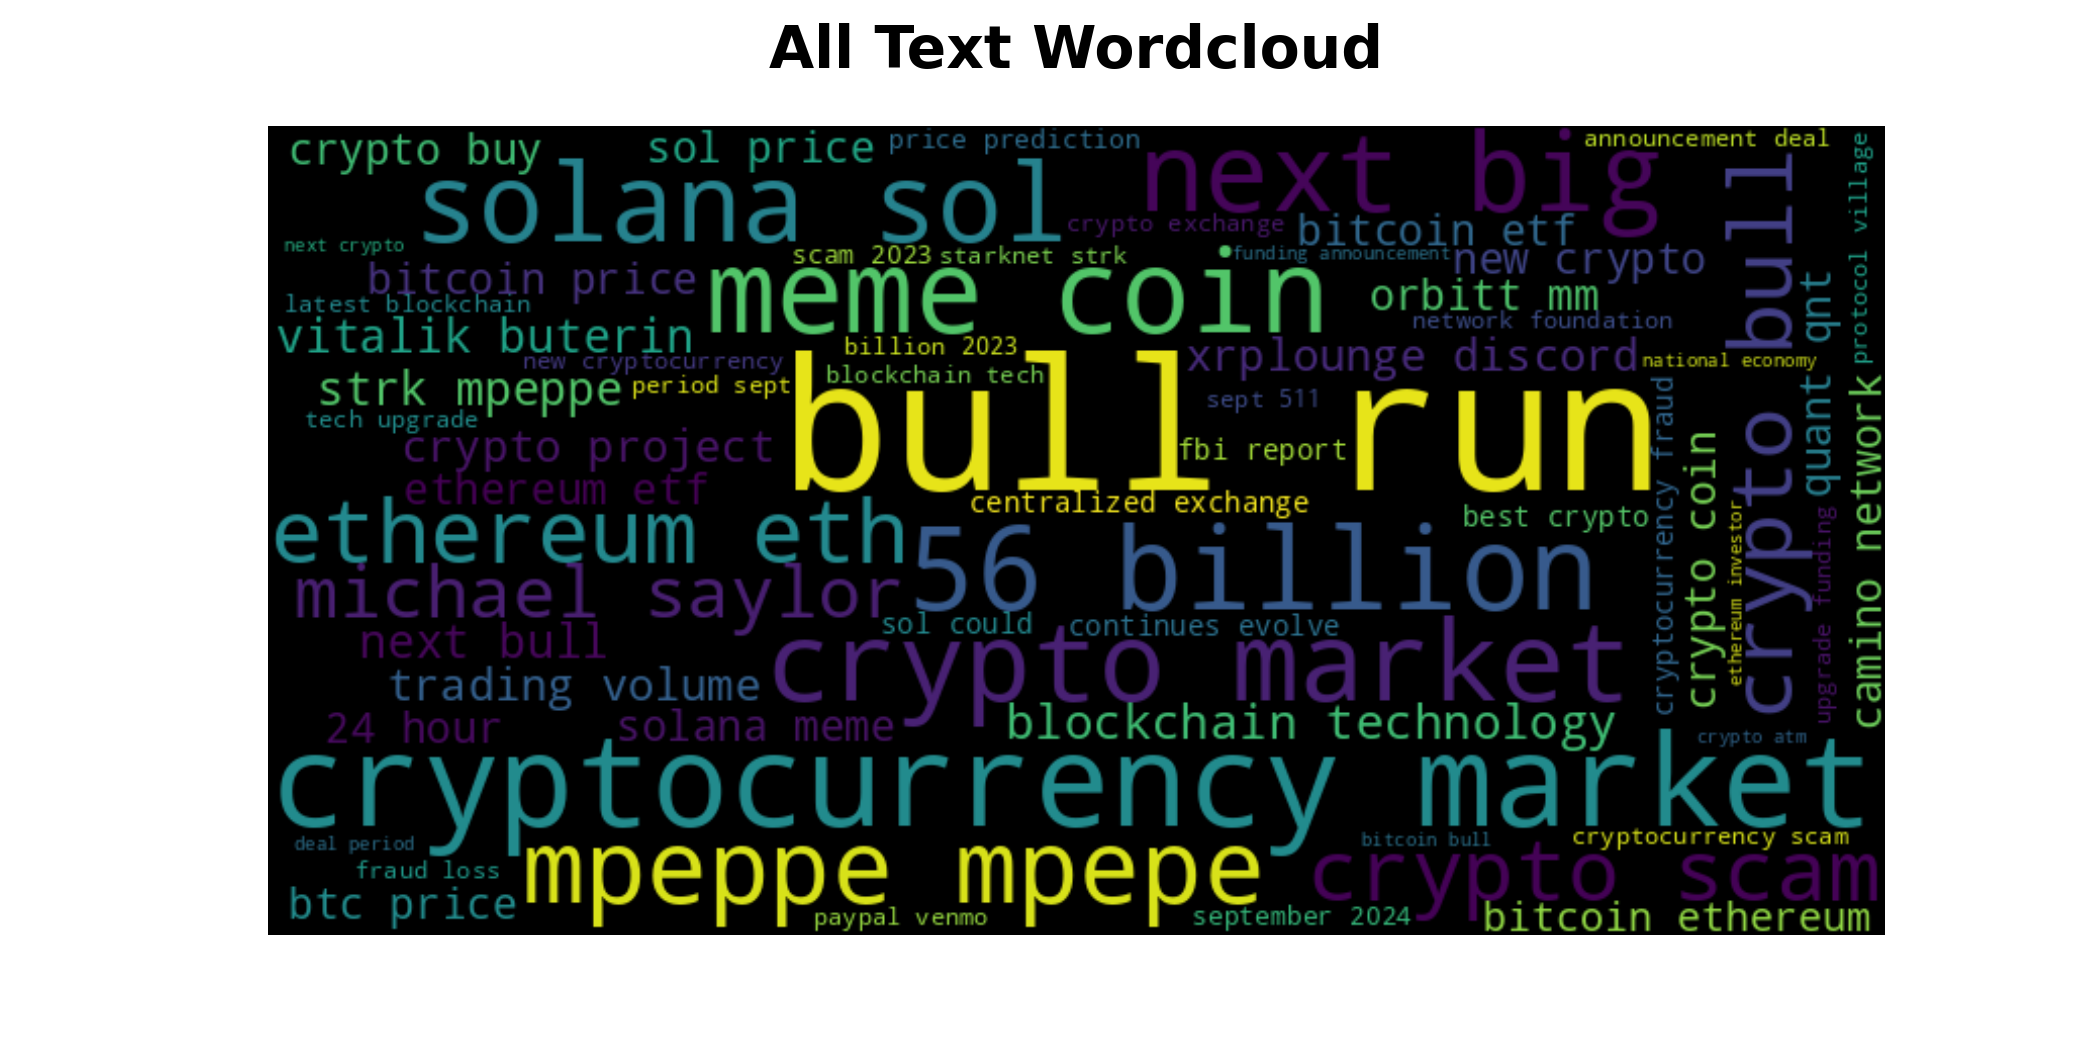 All Text Wordcloud
crypto buy
sol price
price prediction
next big
announcement deal
solana sol
crypto exchange
bitcoin etf
next crypto
scam 2023
starknet strk
funding announcement
new crypto
bitcoin price
meme coin
orbitt mm
latest blockchain
network foundation
vitalik buterin
billion 2023
new cryptocurrency
xrplounge discord
national economy
strk mpeppe
period sept
blockchain tech
bull run
sept 511
tech upgrade
crypto project
fbi report
ethereum etf
centralized exchange
best crypto
ethereum eth
56 billion
michael saylor
sol could
continues evolve
next bull
crypto market
trading volume
24 hour
solana meme
blockchain technology
crypto atm
cryptocurrency market
deal period
bitcoin bull
cryptocurrency scam
fraud loss
mpeppe mpepe
crypto scam
btc price
paypal venmo
september 2024
bitcoin ethereum
cryptocurrency fraud
crypto coin
ethereum investor
crypto bull
quant qnt
upgrade funding
protocol village
camino network